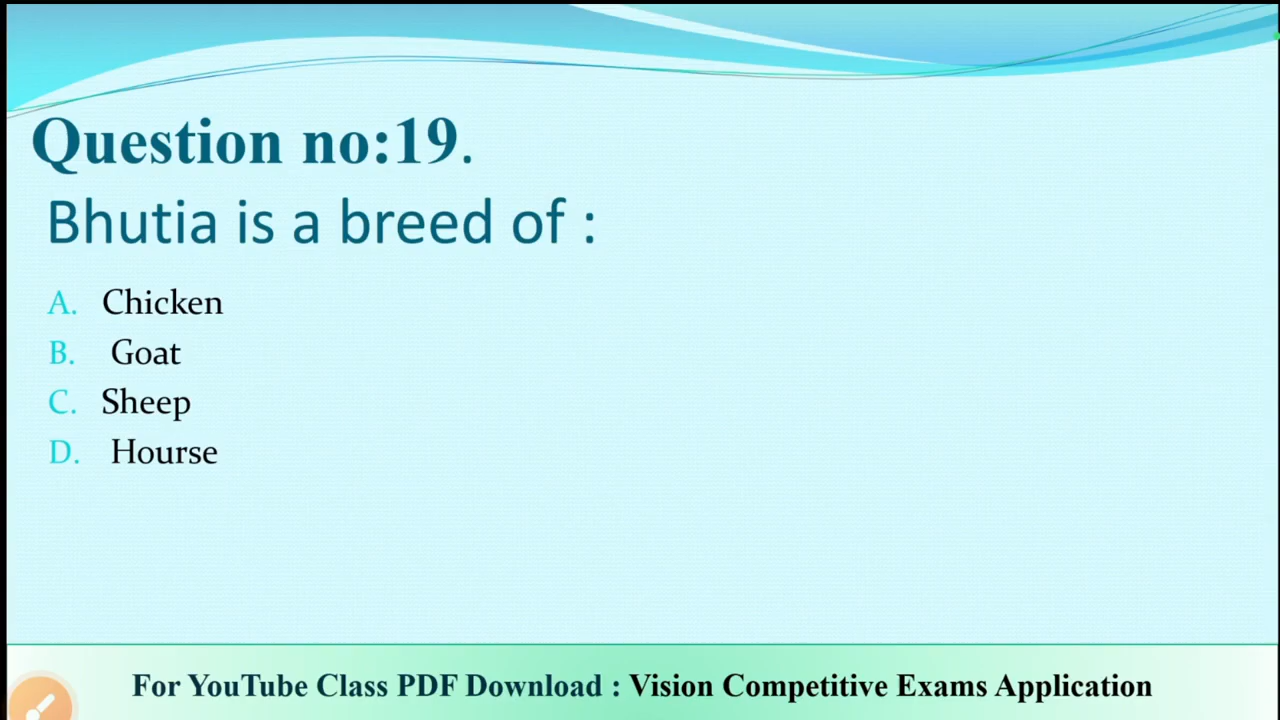 Question no:19.
Bhutia is a breed of :
A. Chicken
B. Goat
C. Sheep
D. Hourse
For YouTube Class PDF Download : Vision Competitive Exams Application